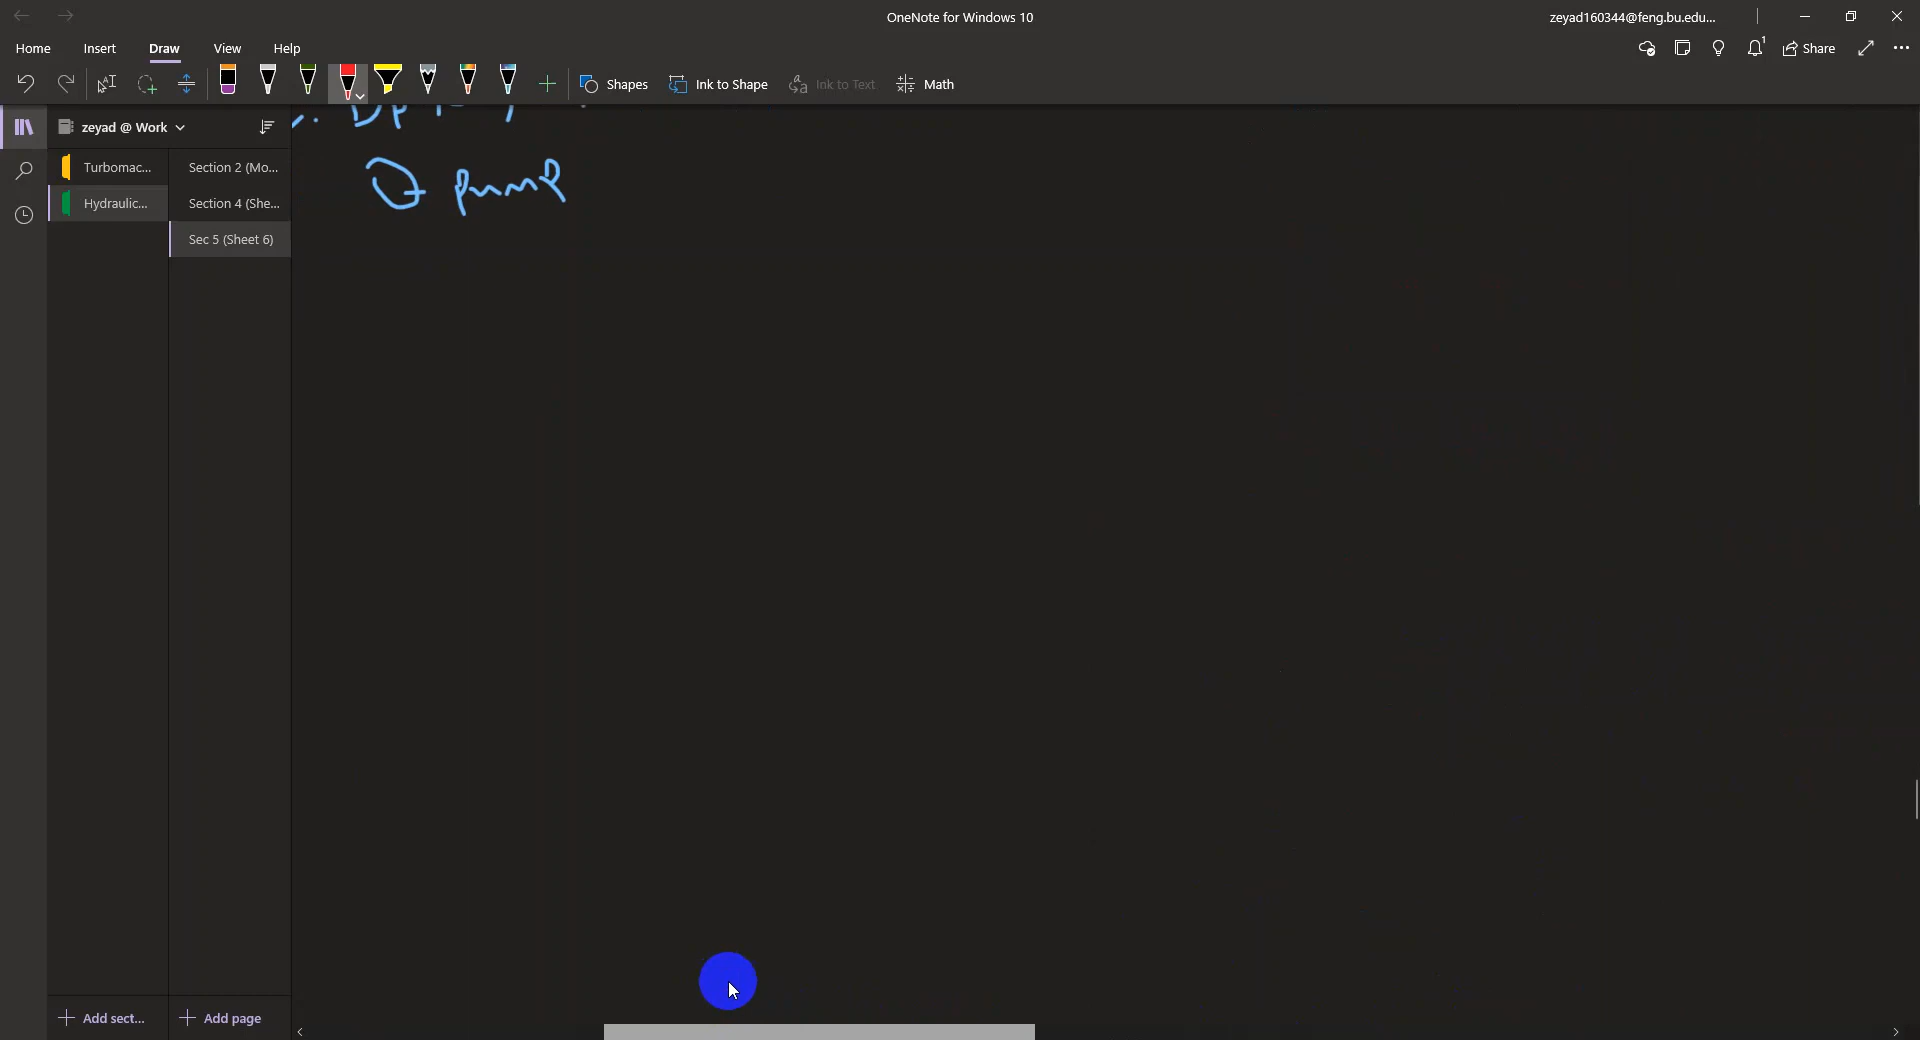 OneNote for Windows 10
zeyad160344@feng.bu.edu...
Home Insert Draw View Help
1 Share
Shapes Ink to Shape Ink to Text Math
zeyad @ Work
Turbomac... Section 2 (Mo...
Hydraulic... Section 4 (She...
Sec 5 (Sheet 6)
Q pump
Add sect... Add page